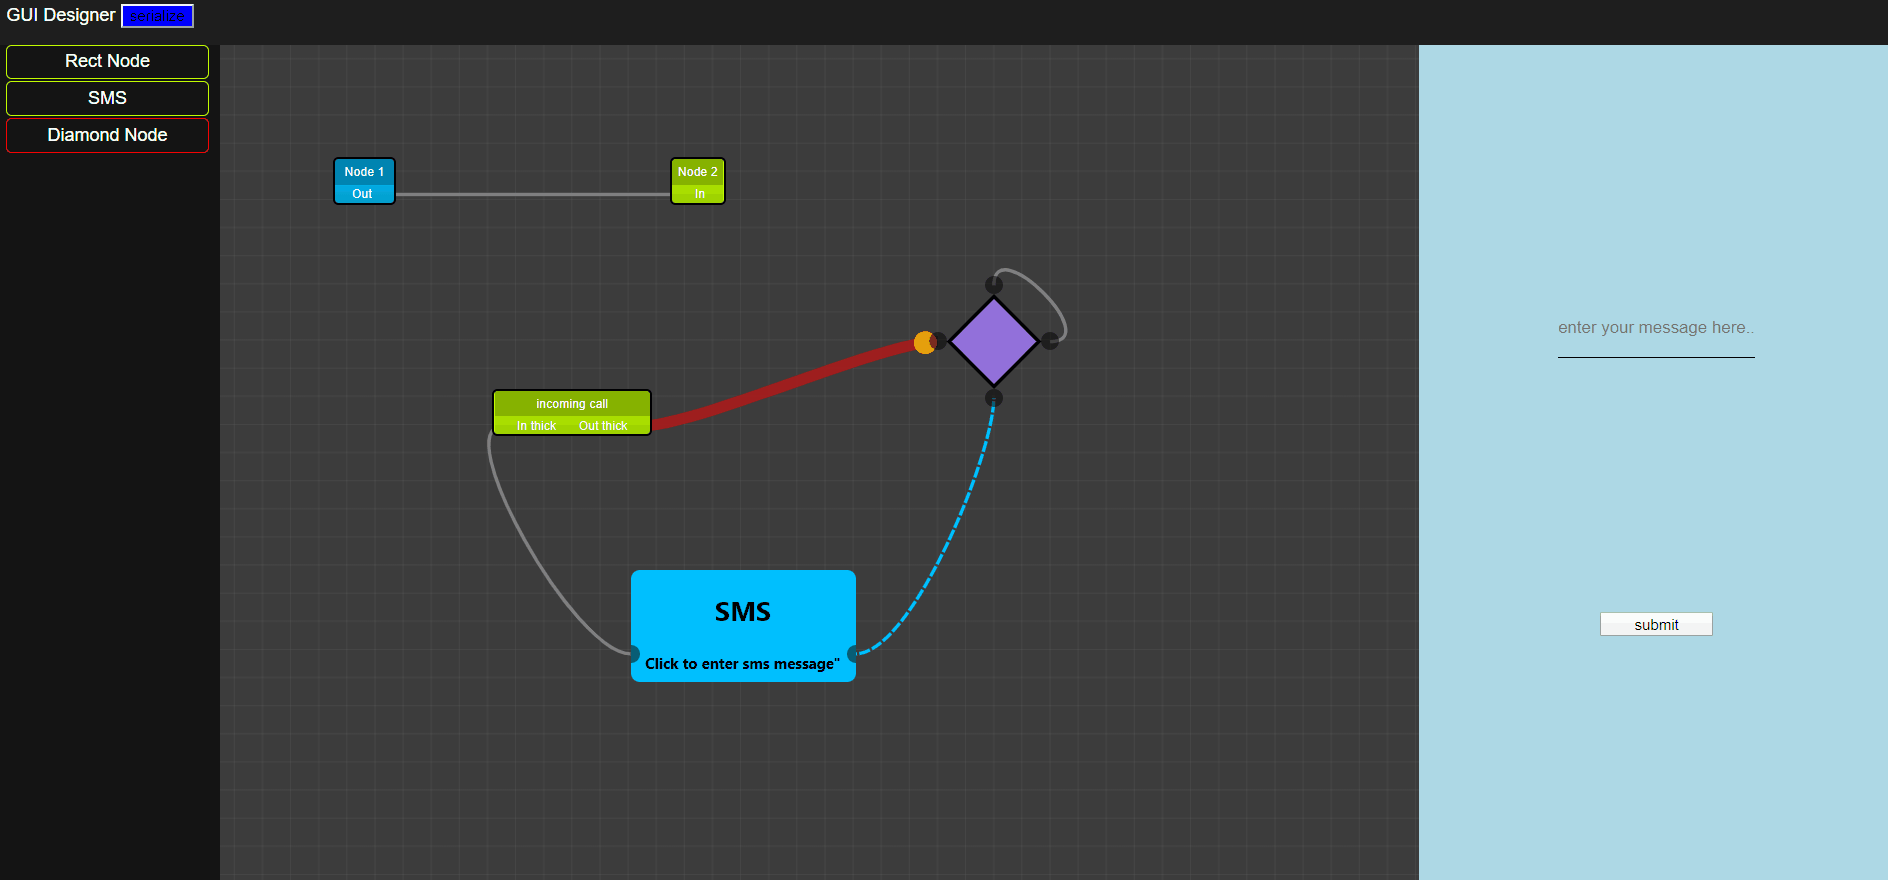 GUI Designer serialize
Rect Node
SMS
Diamond Node
Node 1
Out
Node 2
In
incoming call
In thick Out thick
SMS
Click to enter sms message"
enter your message here..
submit